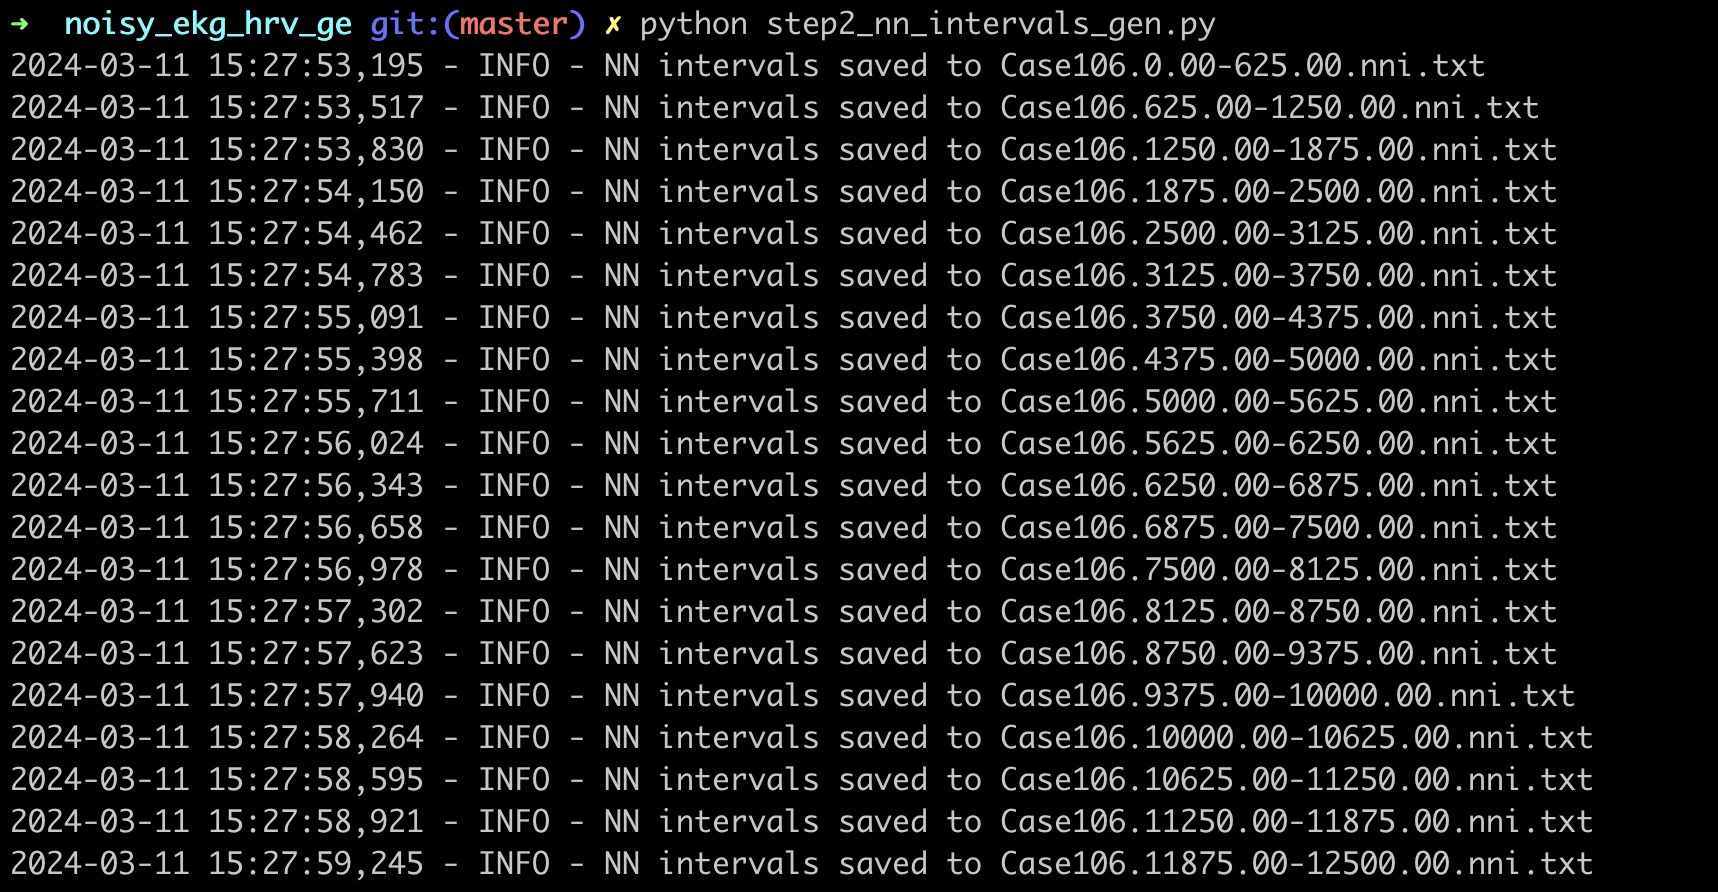 ➜  noisy_ekg_hrv_ge git:(master) ✗ python step2_nn_intervals_gen.py
2024-03-11 15:27:53,195 - INFO - NN intervals saved to Case106.0.00-625.00.nni.txt
2024-03-11 15:27:53,517 - INFO - NN intervals saved to Case106.625.00-1250.00.nni.txt
2024-03-11 15:27:53,830 - INFO - NN intervals saved to Case106.1250.00-1875.00.nni.txt
2024-03-11 15:27:54,150 - INFO - NN intervals saved to Case106.1875.00-2500.00.nni.txt
2024-03-11 15:27:54,462 - INFO - NN intervals saved to Case106.2500.00-3125.00.nni.txt
2024-03-11 15:27:54,783 - INFO - NN intervals saved to Case106.3125.00-3750.00.nni.txt
2024-03-11 15:27:55,091 - INFO - NN intervals saved to Case106.3750.00-4375.00.nni.txt
2024-03-11 15:27:55,398 - INFO - NN intervals saved to Case106.4375.00-5000.00.nni.txt
2024-03-11 15:27:55,711 - INFO - NN intervals saved to Case106.5000.00-5625.00.nni.txt
2024-03-11 15:27:56,024 - INFO - NN intervals saved to Case106.5625.00-6250.00.nni.txt
2024-03-11 15:27:56,343 - INFO - NN intervals saved to Case106.6250.00-6875.00.nni.txt
2024-03-11 15:27:56,658 - INFO - NN intervals saved to Case106.6875.00-7500.00.nni.txt
2024-03-11 15:27:56,978 - INFO - NN intervals saved to Case106.7500.00-8125.00.nni.txt
2024-03-11 15:27:57,302 - INFO - NN intervals saved to Case106.8125.00-8750.00.nni.txt
2024-03-11 15:27:57,623 - INFO - NN intervals saved to Case106.8750.00-9375.00.nni.txt
2024-03-11 15:27:57,940 - INFO - NN intervals saved to Case106.9375.00-10000.00.nni.txt
2024-03-11 15:27:58,264 - INFO - NN intervals saved to Case106.10000.00-10625.00.nni.txt
2024-03-11 15:27:58,595 - INFO - NN intervals saved to Case106.10625.00-11250.00.nni.txt
2024-03-11 15:27:58,921 - INFO - NN intervals saved to Case106.11250.00-11875.00.nni.txt
2024-03-11 15:27:59,245 - INFO - NN intervals saved to Case106.11875.00-12500.00.nni.txt